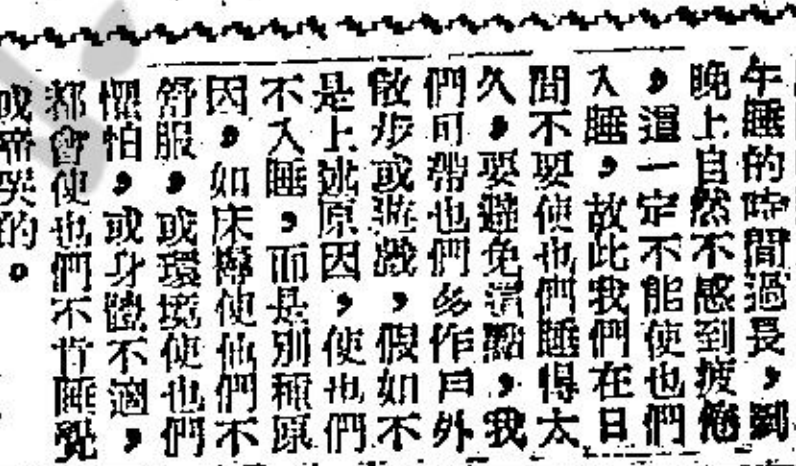 午睡的時間過長，到
晚上自然不感到疲倦
，這一定不能使他們
入睡，故此我們在日
間不要使他們睡得太
久，要避免這點，我
們可帶他們多作戶外
散步或遊戲，假如不
是上述原因，使他們
不入睡，而是別種原
因，如床褥使他們不
舒服，或環境使他們
懼怕，或身體不適，
都會使他們不肯睡覺
或啼哭的。